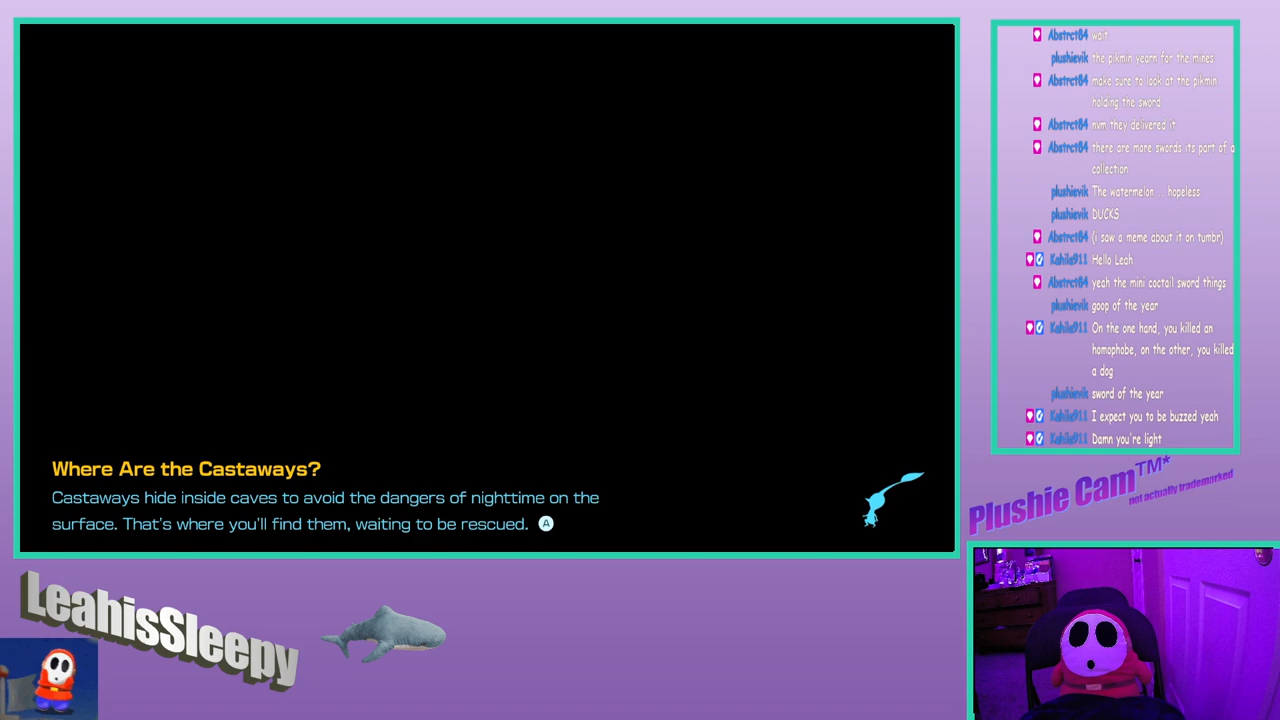 Where Are the Castaways?
Castaways hide inside caves to avoid the dangers of nighttime on the
surface. That's where you'll find them, waiting to be rescued. A
Abstrct84 wait
plushievik the pikmin yearn for the mines
Abstrct84 make sure to look at the pikmin
holding the sword
Abstrct84 nvm they delivered it
Abstrct84 there are more swords its part of a
collection
plushievik The watermelon .. hopeless
plushievik DUCKS
Abstrct84 (i saw a meme about it on tumbr)
Kahile911 Hello Leah
Abstrct84 yeah the mini coctail sword things
plushievik goop of the year
Kahile911 On the one hand, you killed an
homophobe, on the other, you killed
a dog
plushievik sword of the year
Kahile911 I expect you to be buzzed yeah
Kahile911 Damn you're light
Plushie Cam™*
not actually trademarked
LeahisSleepy